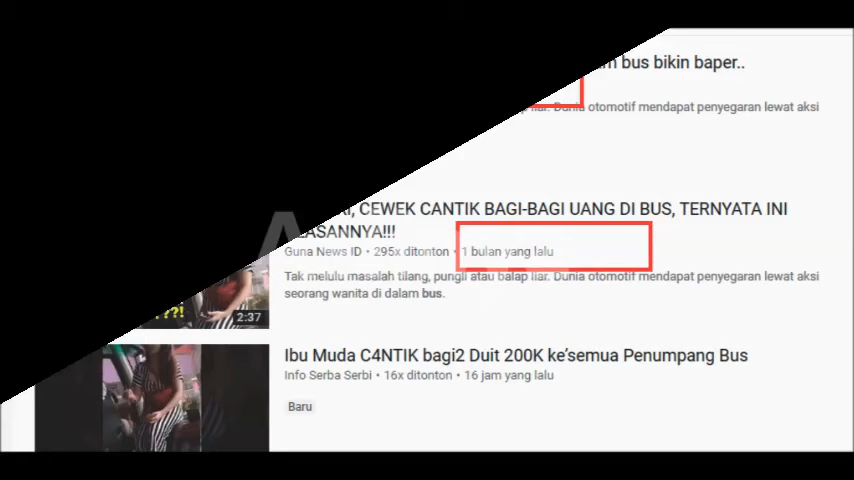 bus bikin baper..
liar. Dunia otomotif mendapat penyegaran lewat aksi
CEWEK CANTIK BAGI-BAGI UANG DI BUS, TERNYATA INI
Guna News ID • 295x ditonton • 1 bulan yang lalu
Tak melulu masalah tilang, pungli atau balap liar. Dunia otomotif mendapat penyegaran lewat aksi
seorang wanita di dalam bus.
???!
2:37
Ibu Muda C4NTIK bagi2 Duit 200K ke'semua Penumpang Bus
Info Serba Serbi • 16x ditonton • 16 jam yang lalu
Baru